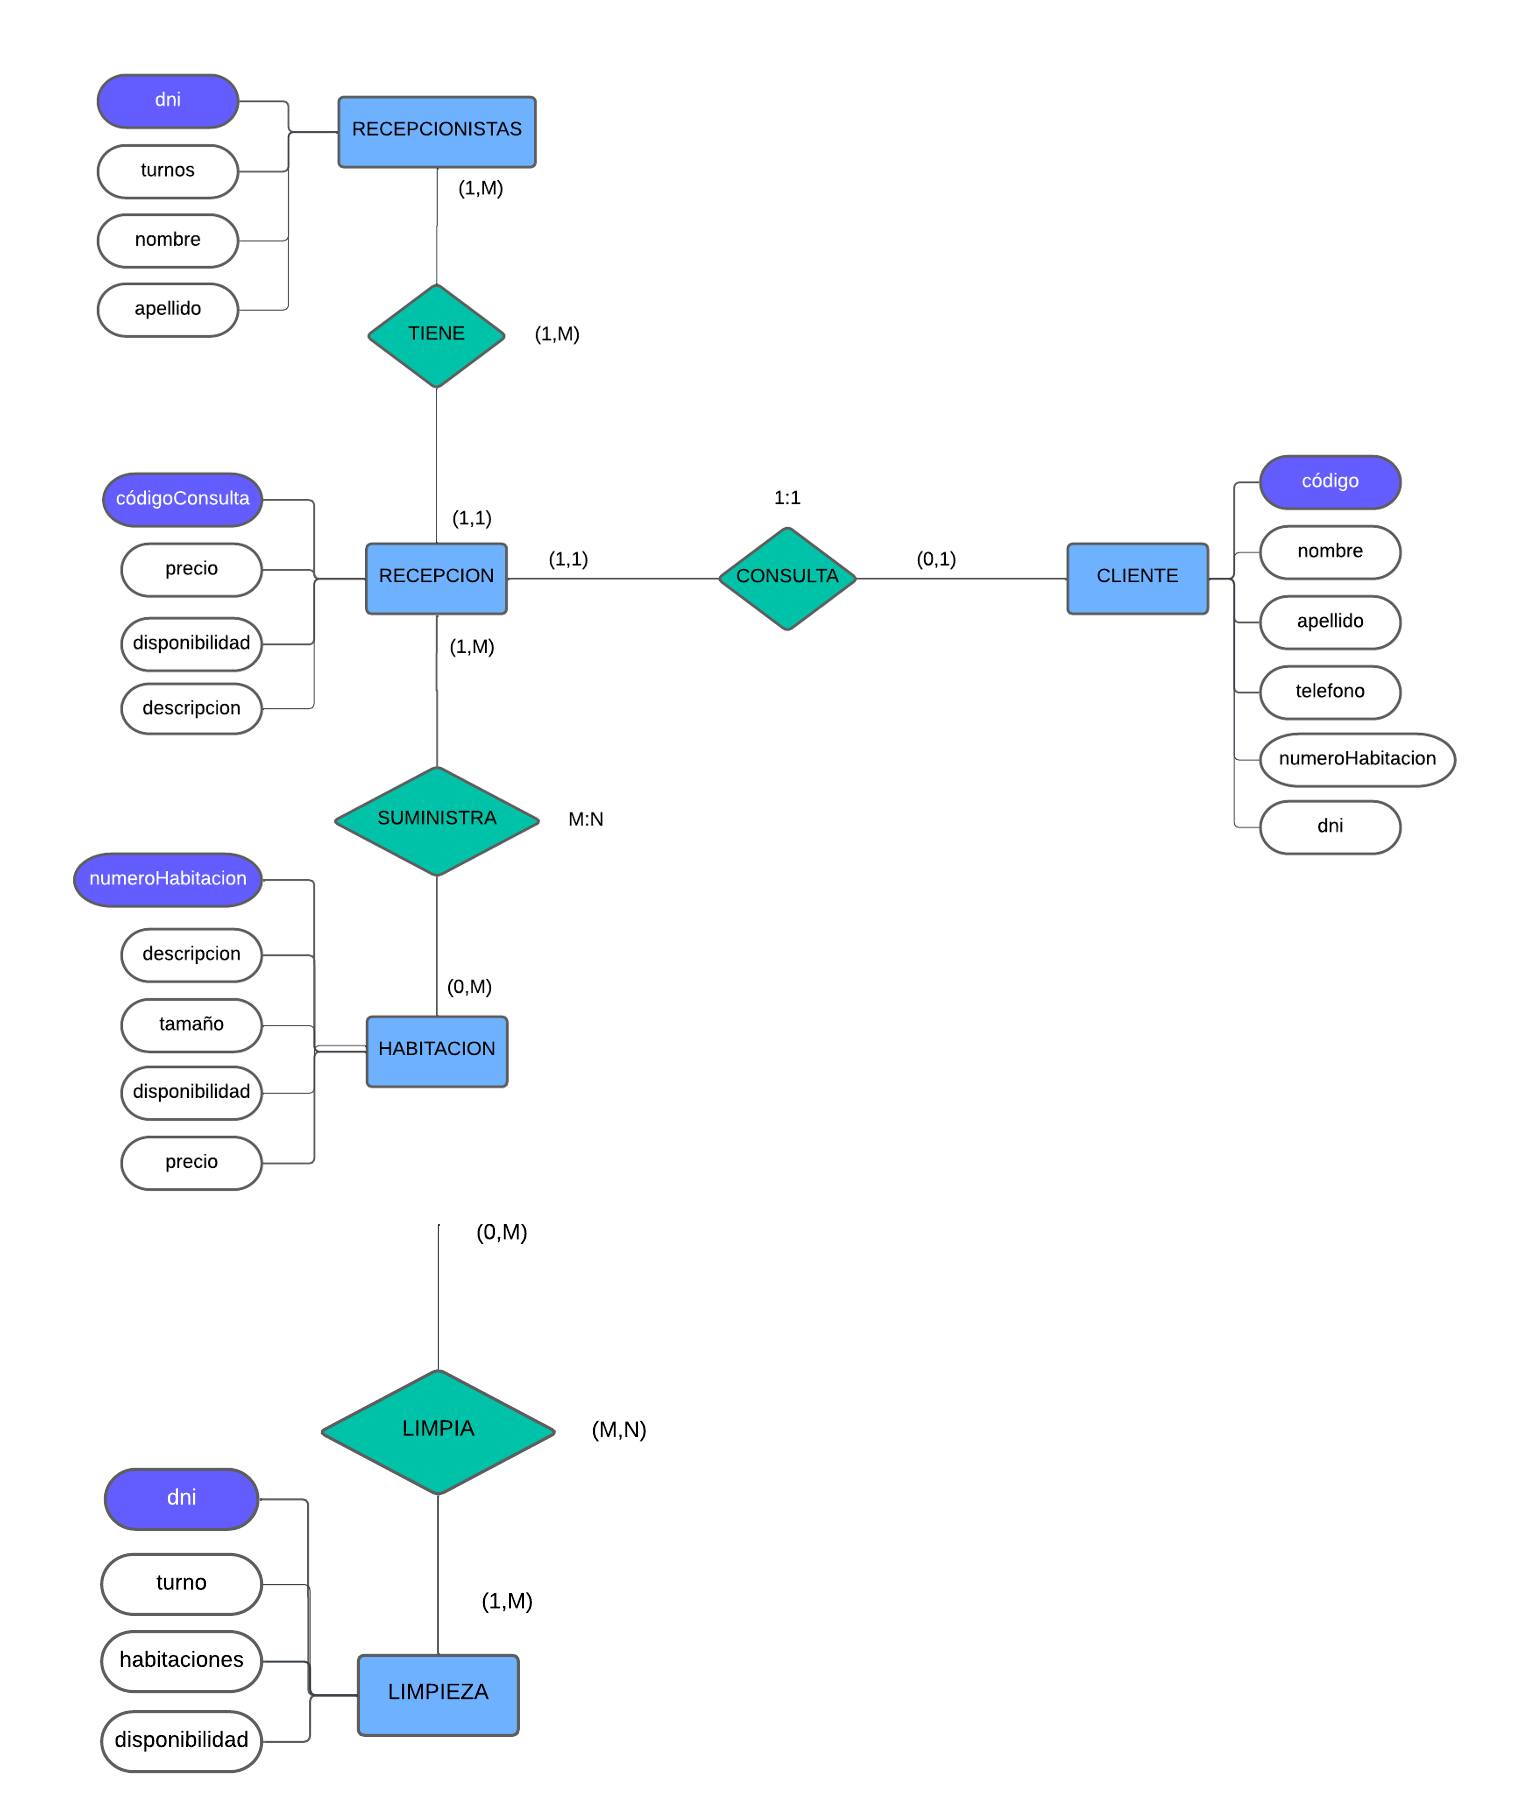 dni
RECEPCIONISTAS
turnos
(1,M)
nombre
apellido
TIENE
(1,M)
código
códigoConsulta
1:1
(1,1)
nombre
precio
(1,1)
(0,1)
RECEPCION
CONSULTA
CLIENTE
apellido
disponibilidad
(1,M)
telefono
descripcion
numeroHabitacion
SUMINISTRA
M:N
dni
numeroHabitacion
descripcion
(0,M)
tamaño
HABITACION
disponibilidad
precio
(0,M)
LIMPIA
(M,N)
dni
turno
(1,M)
habitaciones
LIMPIEZA
disponibilidad